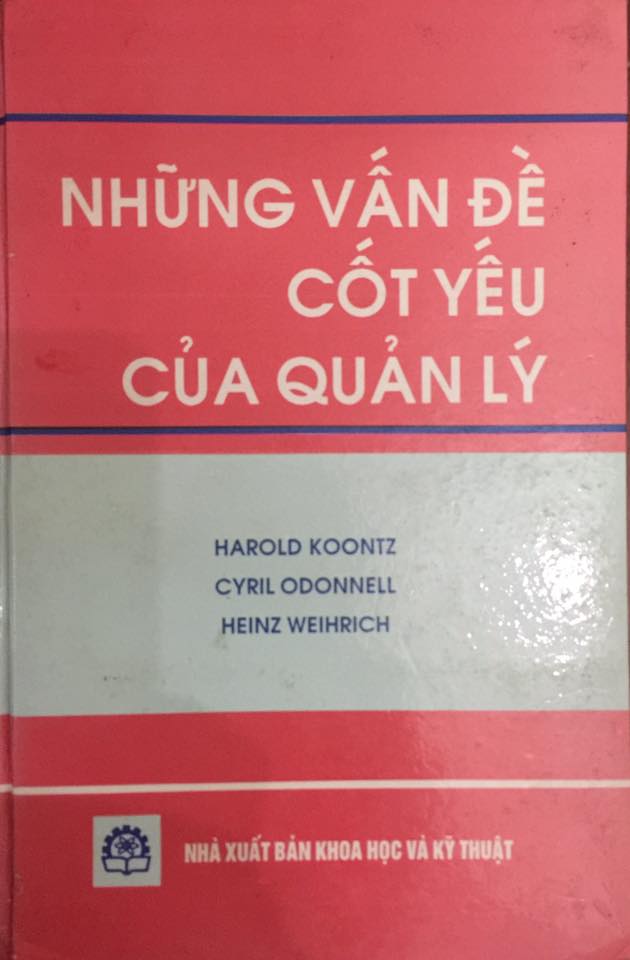 NHỮNG VẤN ĐỀ
CỐT YẾU
CỦA QUẢN LÝ
HAROLD KOONTZ
CYRIL ODONNELL
HEINZ WEIHRICH
NHÀ XUẤT BẢN KHOA HỌC VÀ KỸ THUẬT